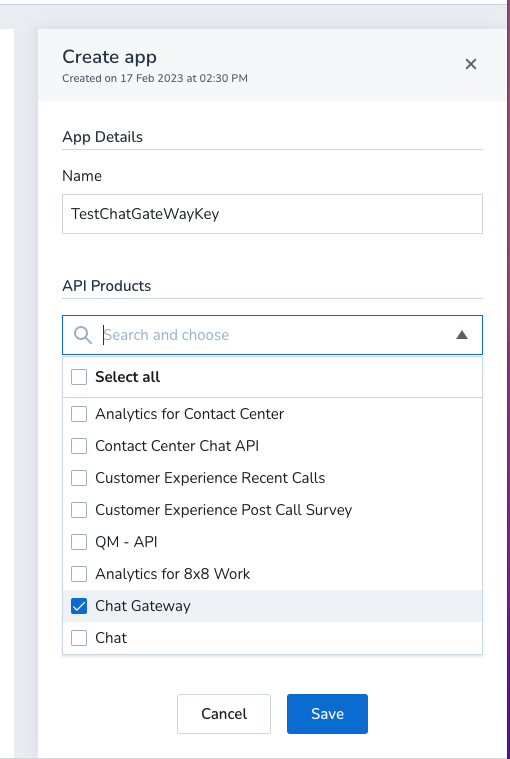 Create app
Created on 17 Feb 2023 at 02:30 PM
App Details
Name
TestChatGateWayKey
API Products
Search and choose
Select all
Analytics for Contact Center
Contact Center Chat API
Customer Experience Recent Calls
Customer Experience Post Call Survey
QM - API
Analytics for 8x8 Work
Chat Gateway
Chat
Cancel
Save